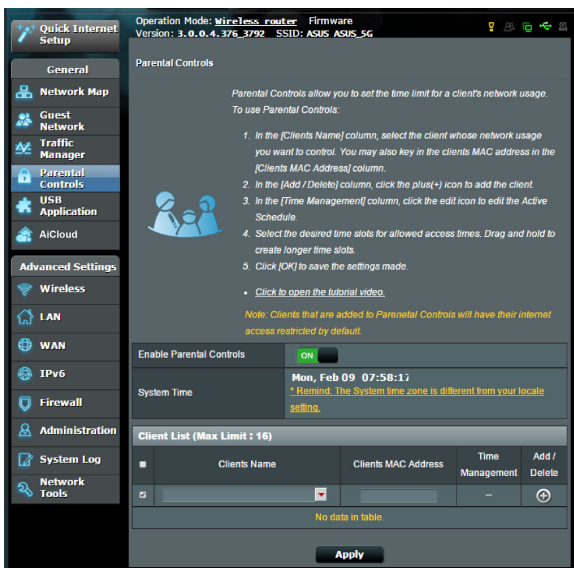 Quick Internet
Setup
General
Network Map
Guest
Network
Traffic
Manager
Parental
Controls
USB
Application
AiCloud
Advanced Settings
Wireless
LAN
WAN
IPv6
Firewall
Administration
System Log
Network
Tools
Operation Mode: Wireless router Firmware
Version: 3.0.0.4.376_3792 SSID: ASUS ASUS_5G
Parental Controls
Parental Controls allow you to set the time limit for a client's network usage.
To use Parental Controls:
1. In the [Clients Name] column, select the client whose network usage
you want to control. You may also key in the clients MAC address in the
[Clients MAC Address] column.
2. In the [Add / Delete] column, click the plus(+) icon to add the client.
3. In the [Time Management] column, click the edit icon to edit the Active
Schedule.
4. Select the desired time slots for allowed access times. Drag and hold to
create longer time slots.
5. Click [OK] to save the settings made.
• Click to open the tutorial video.
Note: Clients that are added to Parenetal Controls will have their internet
access restricted by default.
Enable Parental Controls ON
System Time Mon, Feb 09 07:58:17
* Remind: The System time zone is different from your locale
setting.
Client List (Max Limit : 16)
Clients Name Clients MAC Address Time
Management Add /
Delete
--
No data in table.
Apply